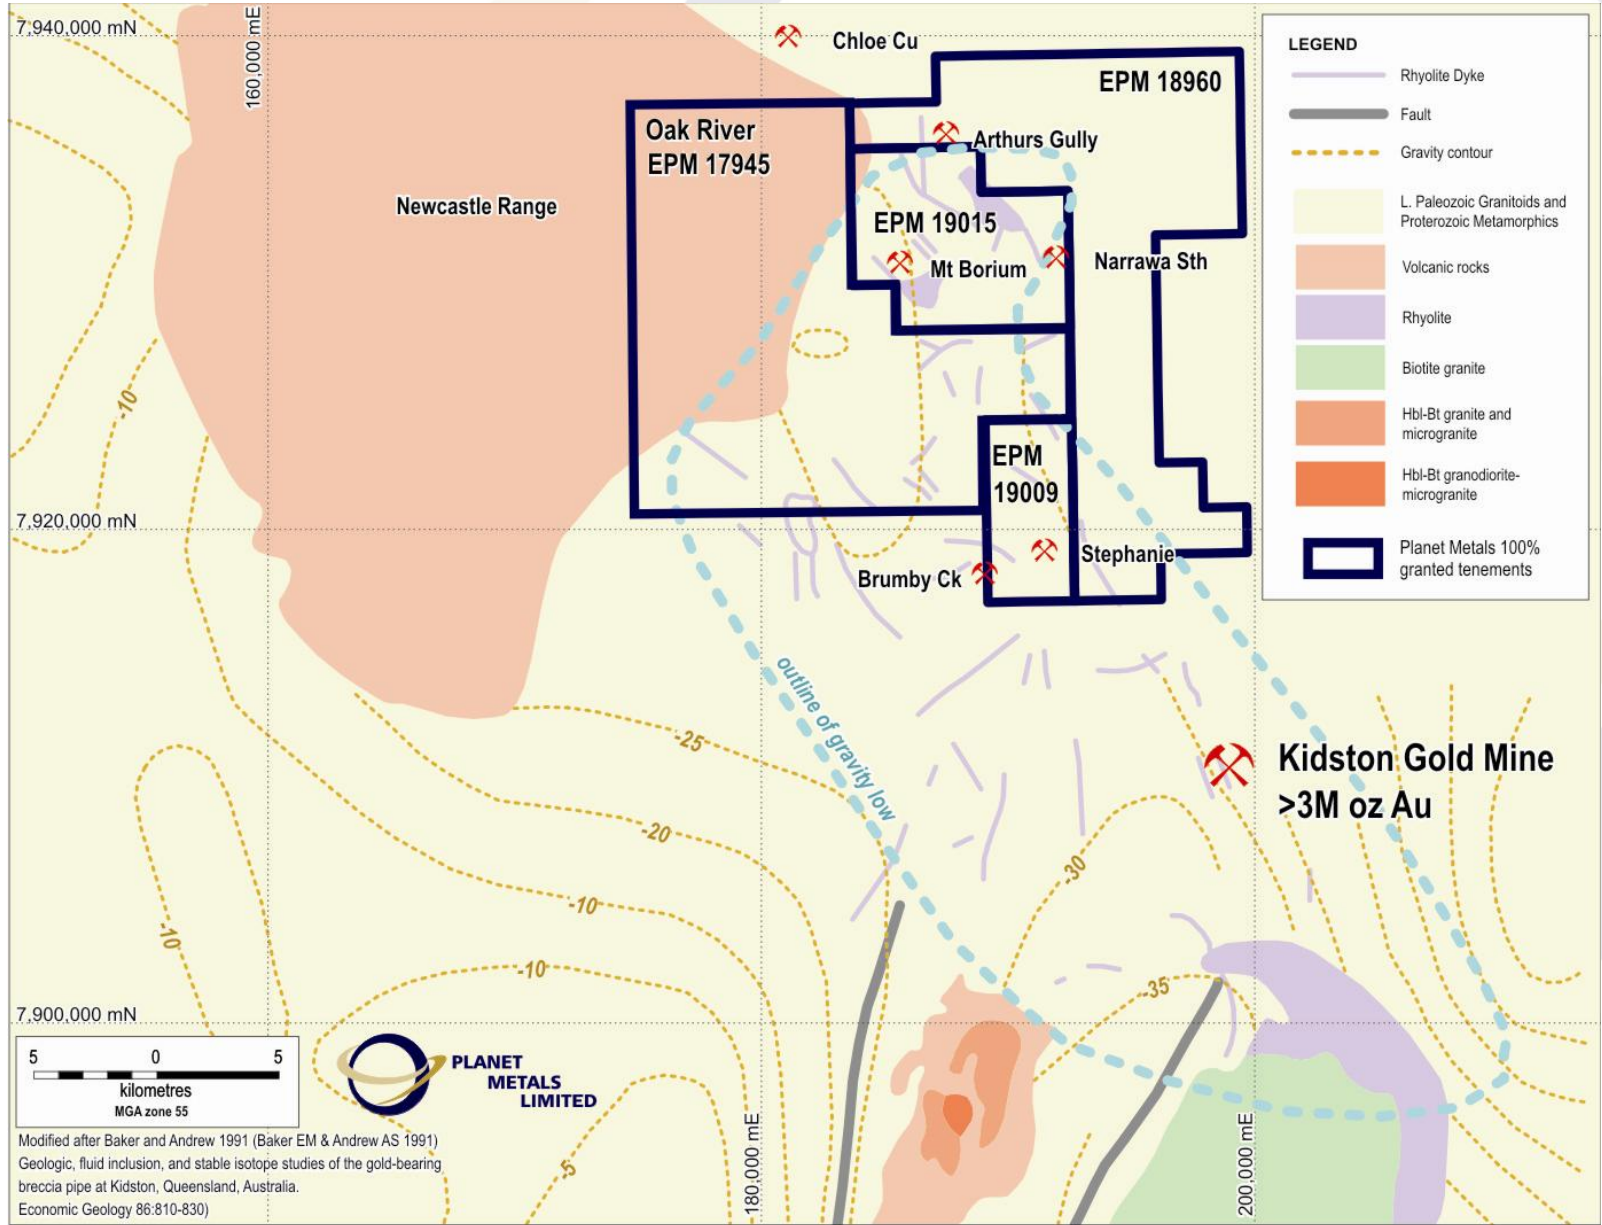 7,940,000 mN
160,000 mE
Chloe Cu
EPM 18960
Oak River
EPM 17945
Arthurs Gully
Newcastle Range
EPM 19015
Mt Borium
Narrawa Sth
-10
EPM
19009
7,920,000 mN
Stephanie
Brumby Ck
outline of gravity low
-25
Kidston Gold Mine
>3M oz Au
-20
-30
-10
-10
-10
-35
7,900,000 mN
-5
180,000 mE
200,000 mE
LEGEND
Rhyolite Dyke
Fault
Gravity contour
L. Paleozoic Granitoids and
Proterozoic Metamorphics
Volcanic rocks
Rhyolite
Biotite granite
Hbl-Bt granite and
microgranite
Hbl-Bt granodiorite-
microgranite
Planet Metals 100%
granted tenements
5 0 5
kilometres
MGA zone 55
PLANET
METALS
LIMITED
Modified after Baker and Andrew 1991 (Baker EM & Andrew AS 1991)
Geologic, fluid inclusion, and stable isotope studies of the gold-bearing
breccia pipe at Kidston, Queensland, Australia.
Economic Geology 86:810-830)